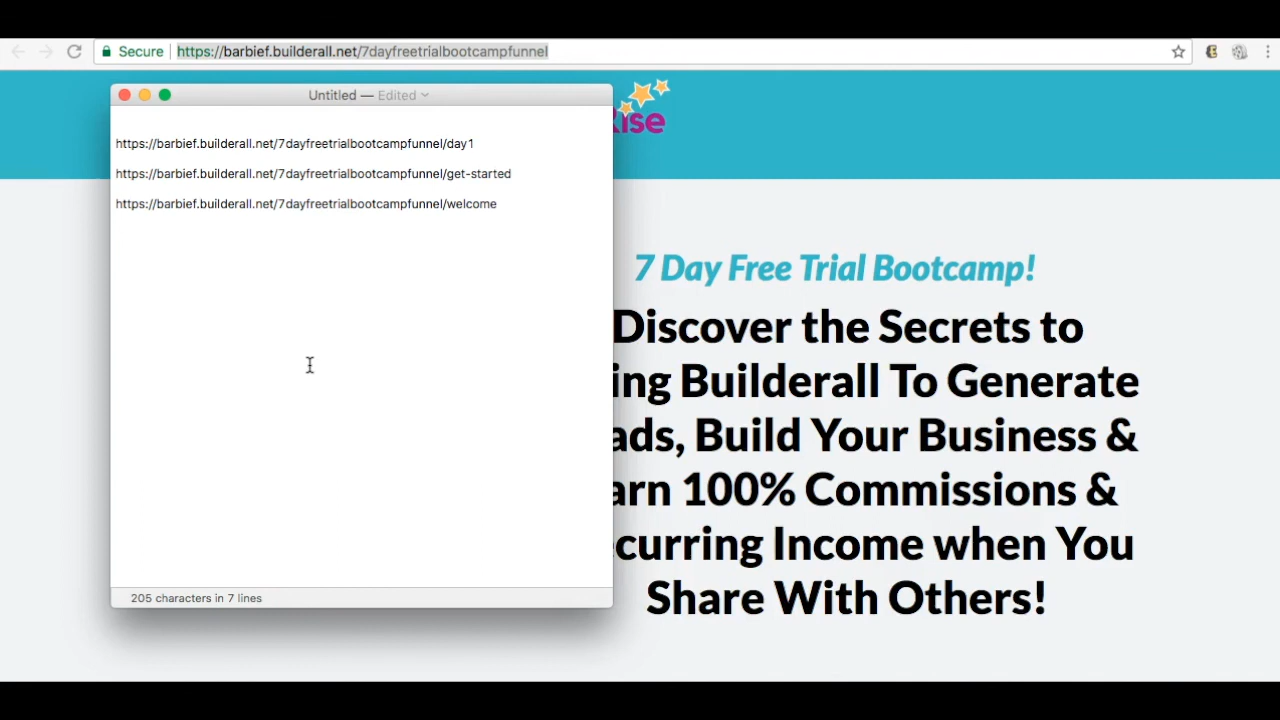 Secure https://barbief.builderall.net/7dayfreetrialbootcampfunnel
Untitled — Edited
https://barbief.builderall.net/7dayfreetrialbootcampfunnel/day1
https://barbief.builderall.net/7dayfreetrialbootcampfunnel/get-started
https://barbief.builderall.net/7dayfreetrialbootcampfunnel/welcome
205 characters in 7 lines
Rise
7 Day Free Trial Bootcamp!
Discover the Secrets to
ing Builderall To Generate
ads, Build Your Business &
arn 100% Commissions &
curring Income when You
Share With Others!